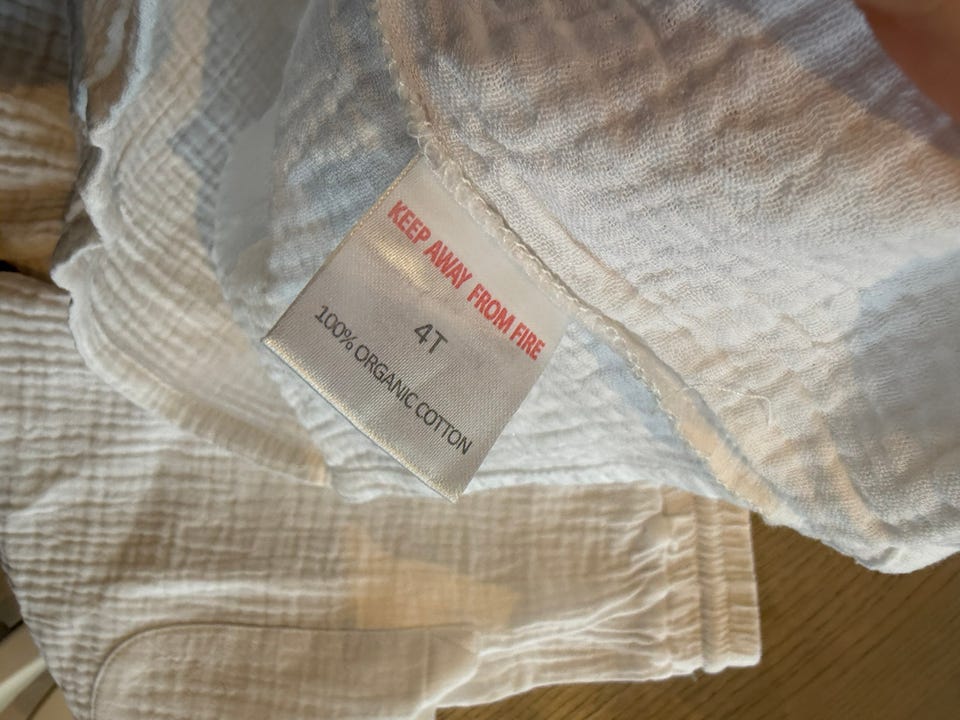 KEEP AWAY FROM FIRE
4T
100% ORGANIC COTTON